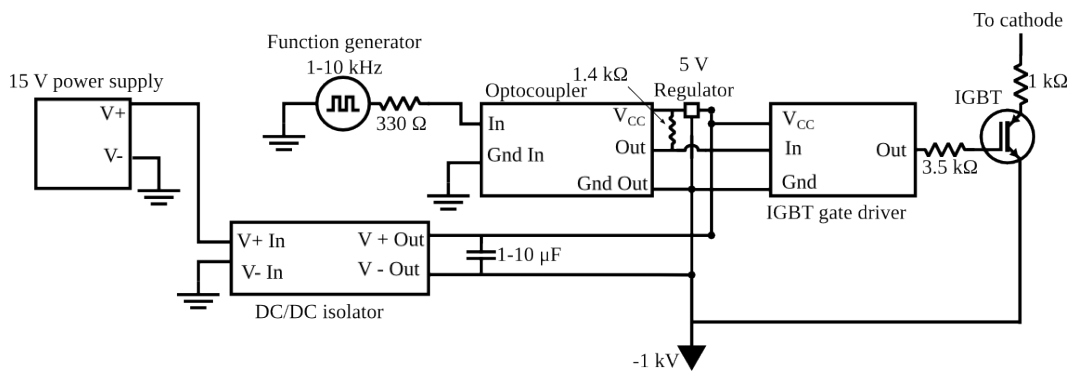 To cathode
Function generator
1-10 kHz
15 V power supply
1.4 kΩ
5 V
Regulator
1 kΩ
Optocoupler
IGBT
V+
330 Ω
In
VCC
VCC
V-
Gnd In
Out
In
Out
3.5 kΩ
Gnd Out
Gnd
IGBT gate driver
V+ In
V + Out
V- In
V - Out
1-10 μF
DC/DC isolator
-1 kV